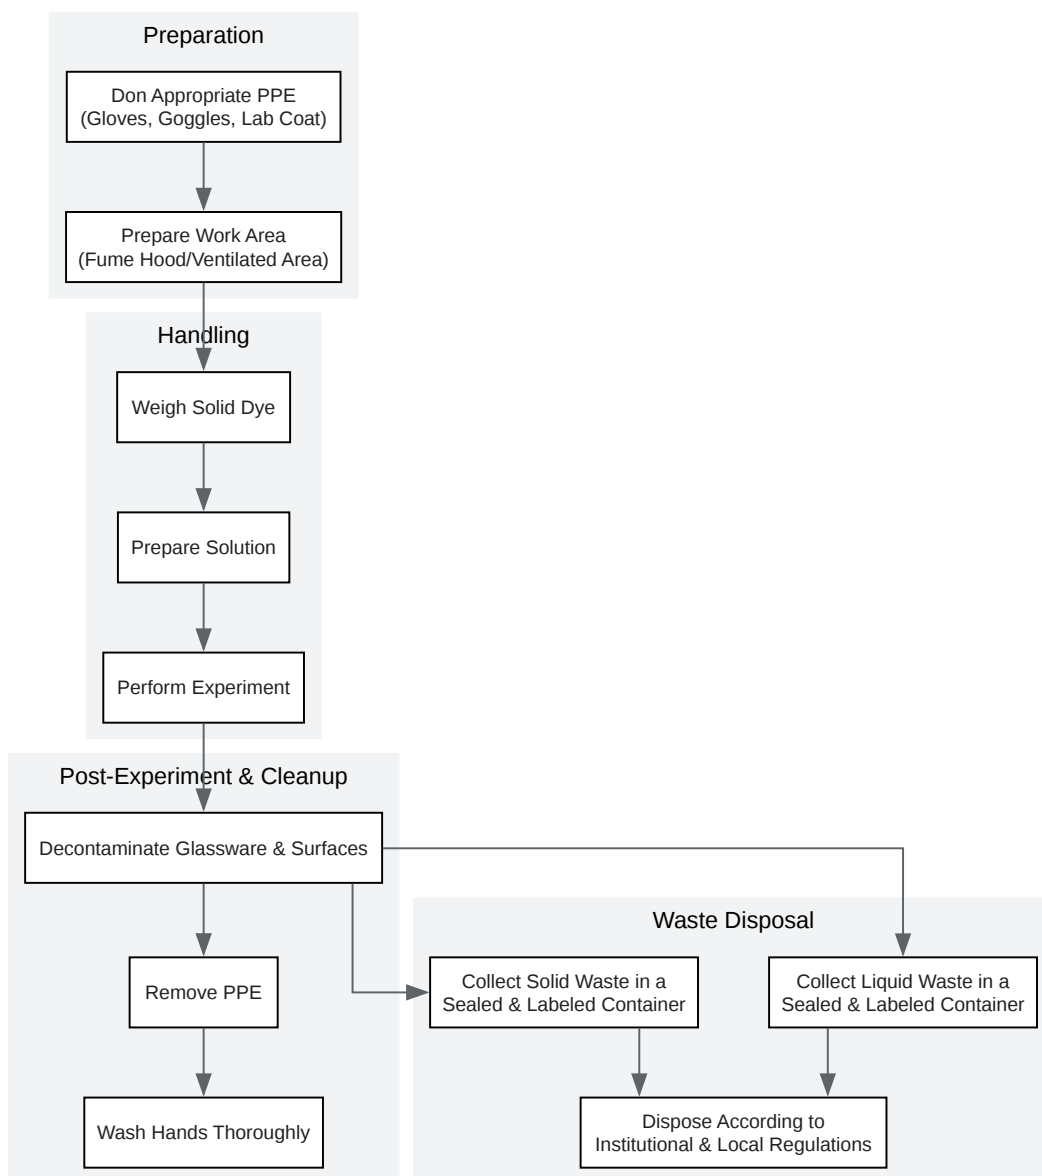 Preparation
Don Appropriate PPE
(Gloves, Goggles, Lab Coat)
Prepare Work Area
(Fume Hood/Ventilated Area)
Handling
Weigh Solid Dye
Prepare Solution
Perform Experiment
Post-Experiment & Cleanup
Decontaminate Glassware & Surfaces
Remove PPE
Wash Hands Thoroughly
Waste Disposal
Collect Solid Waste in a
Sealed & Labeled Container
Collect Liquid Waste in a
Sealed & Labeled Container
Dispose According to
Institutional & Local Regulations